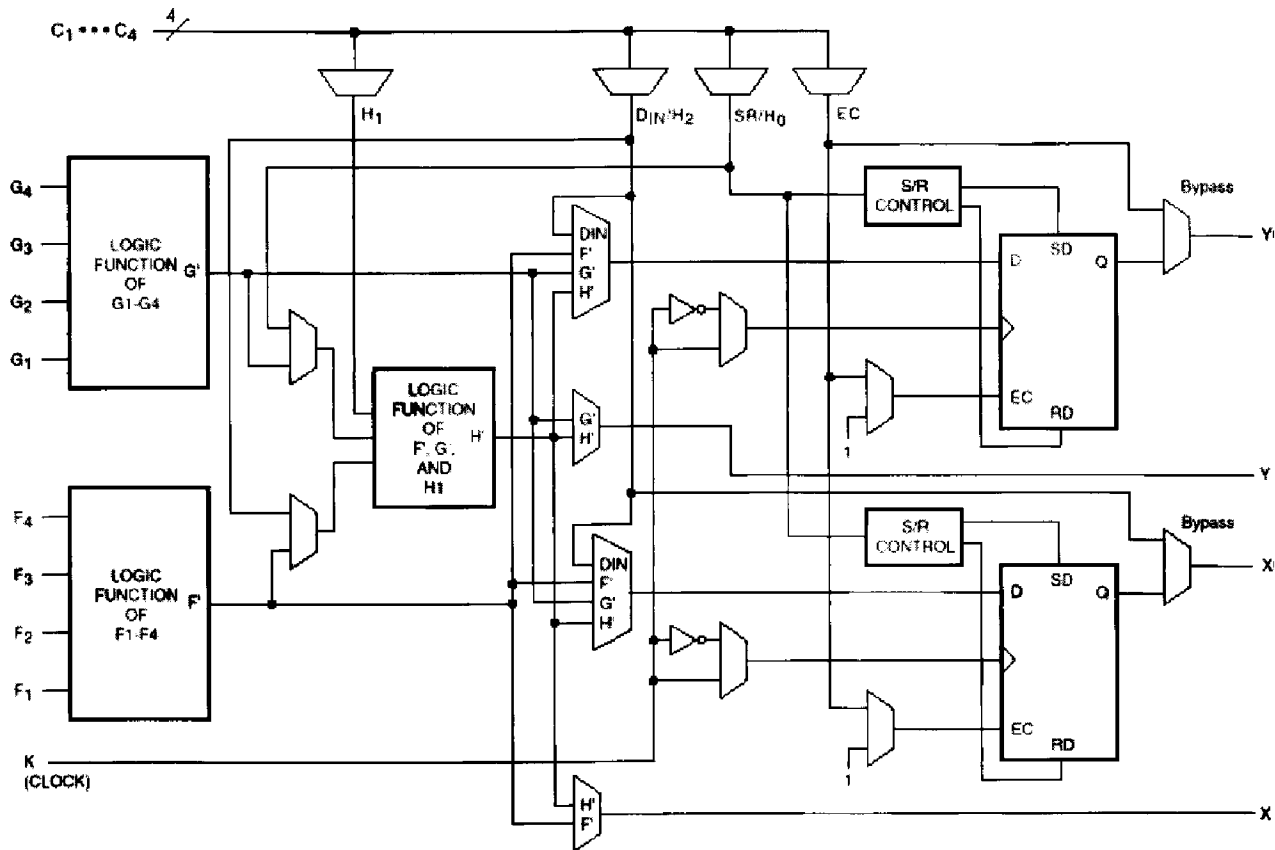 C1 ••• C4
4
H1
DIN/H2
SR/H0
EC
G4
G3
G2
G1
LOGIC
FUNCTION
OF
G1-G4
G'
S/R
CONTROL
Bypass
DIN
F'
G'
H'
D
SD
Q
EC
RD
1
LOGIC
FUNCTION
OF
F', G',
AND
H1
H'
G'
H'
Y
F4
F3
F2
F1
LOGIC
FUNCTION
OF
F1-F4
F'
S/R
CONTROL
Bypass
DIN
F'
G'
H'
D
SD
Q
EC
RD
1
K
(CLOCK)
H'
F'
X